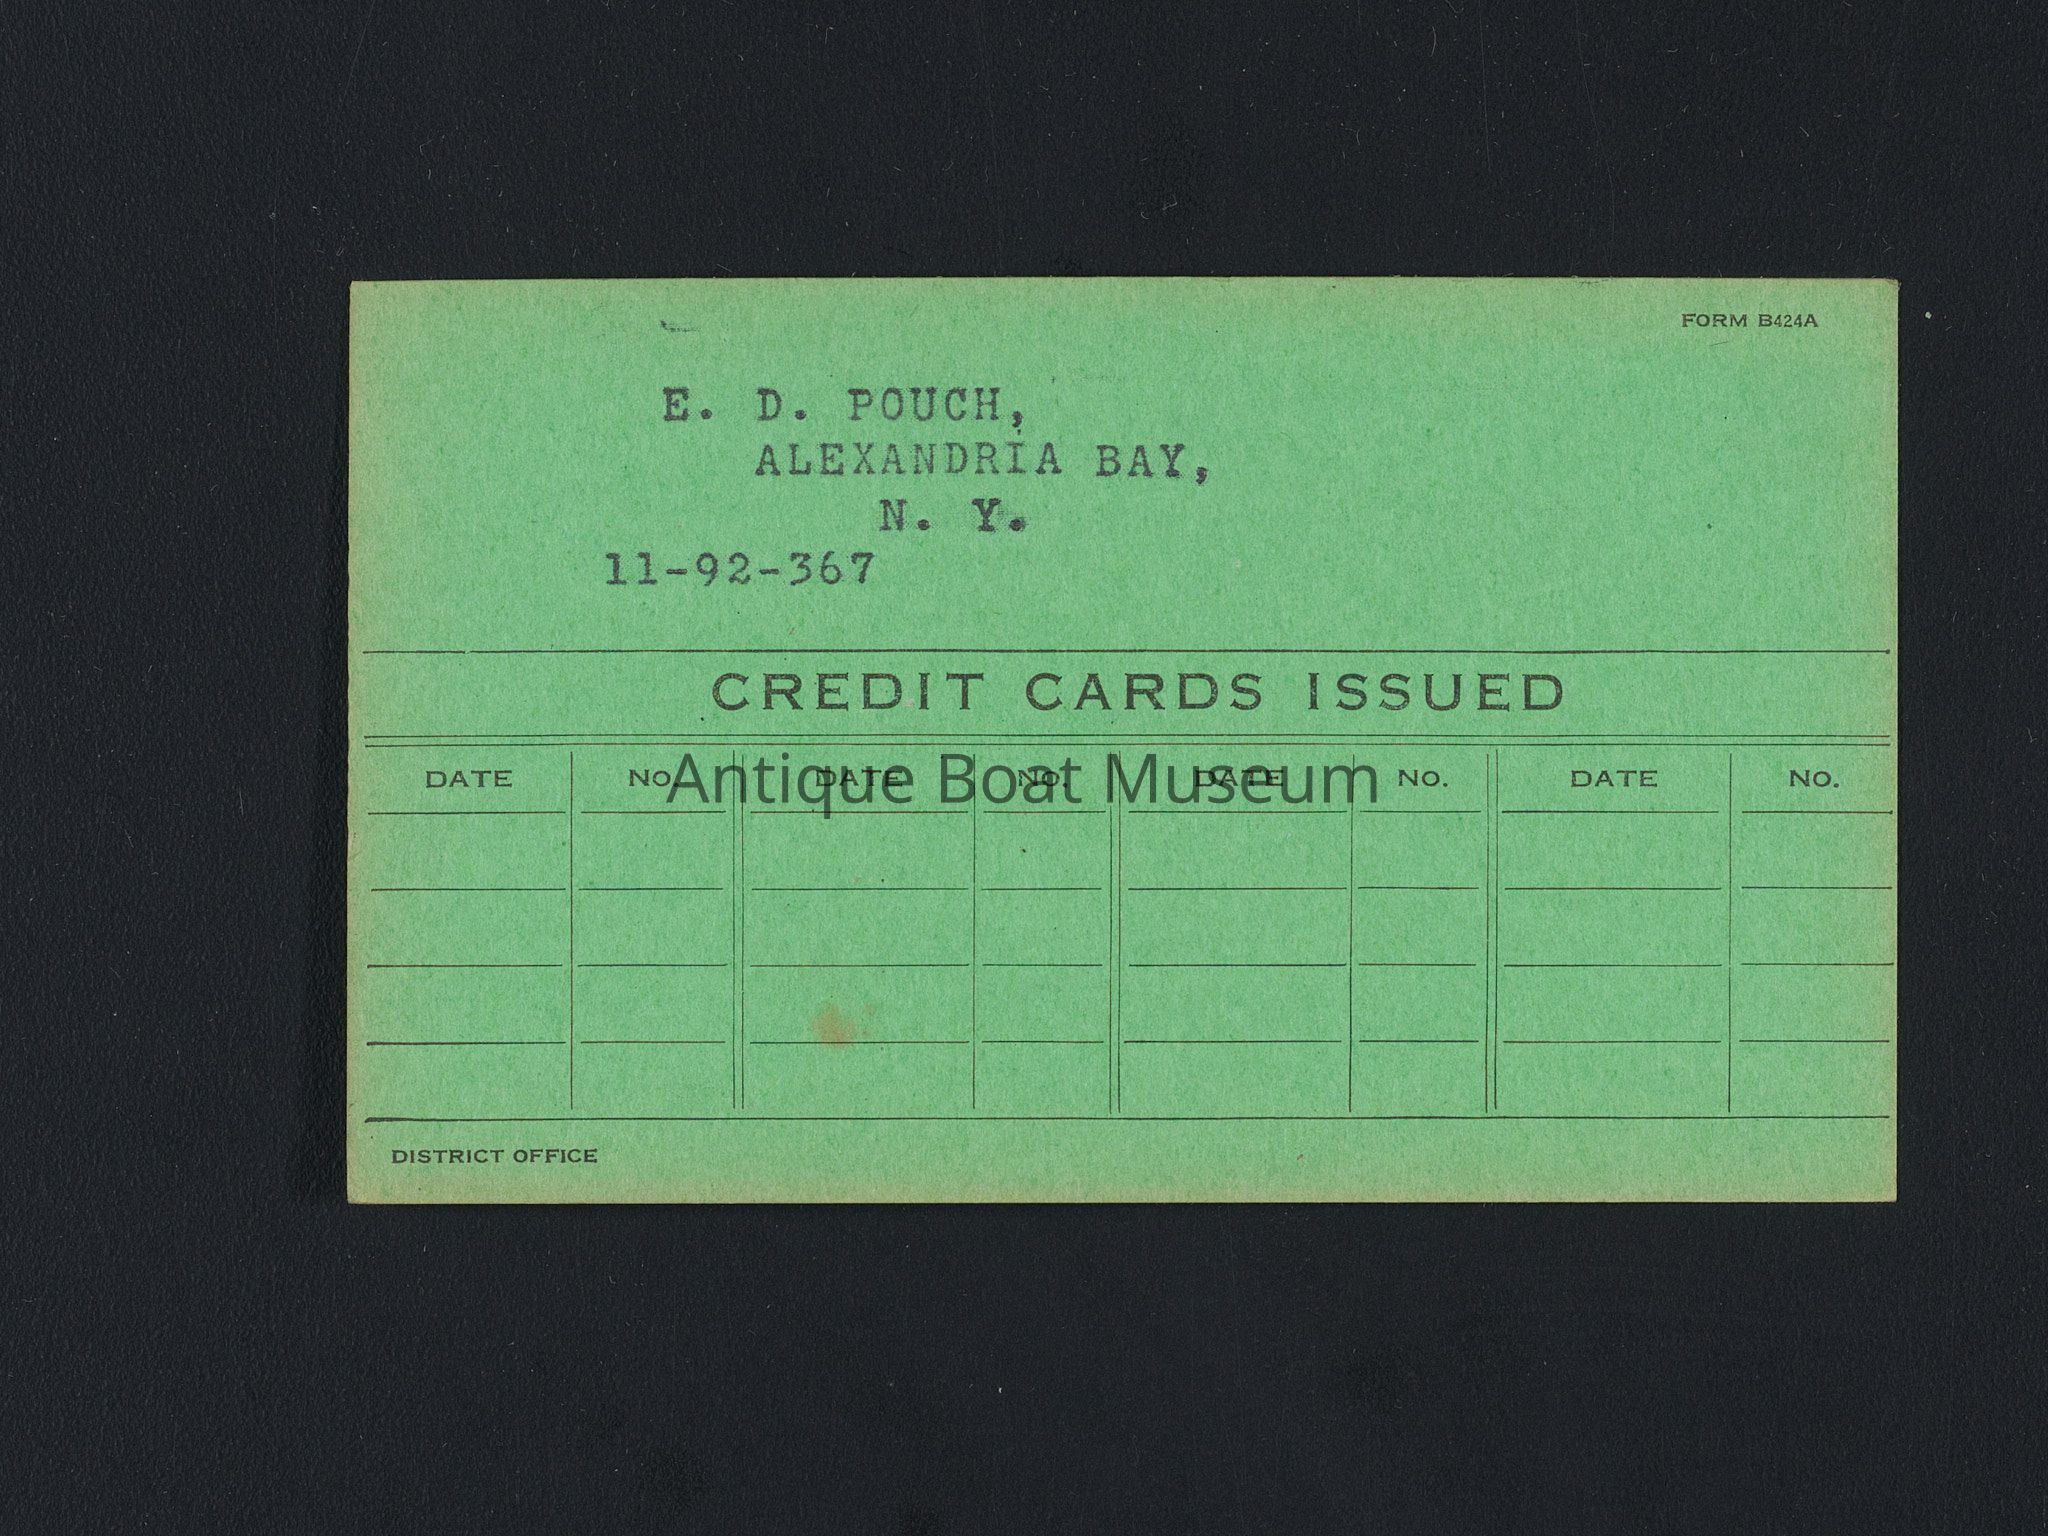 FORM B424A
E. D. POUCH,
ALEXANDRIA BAY,
N. Y.
11-92-367
CREDIT CARDS ISSUED
DATE NO. DATE NO. DATE NO. DATE NO.
Antique Boat Museum
DISTRICT OFFICE